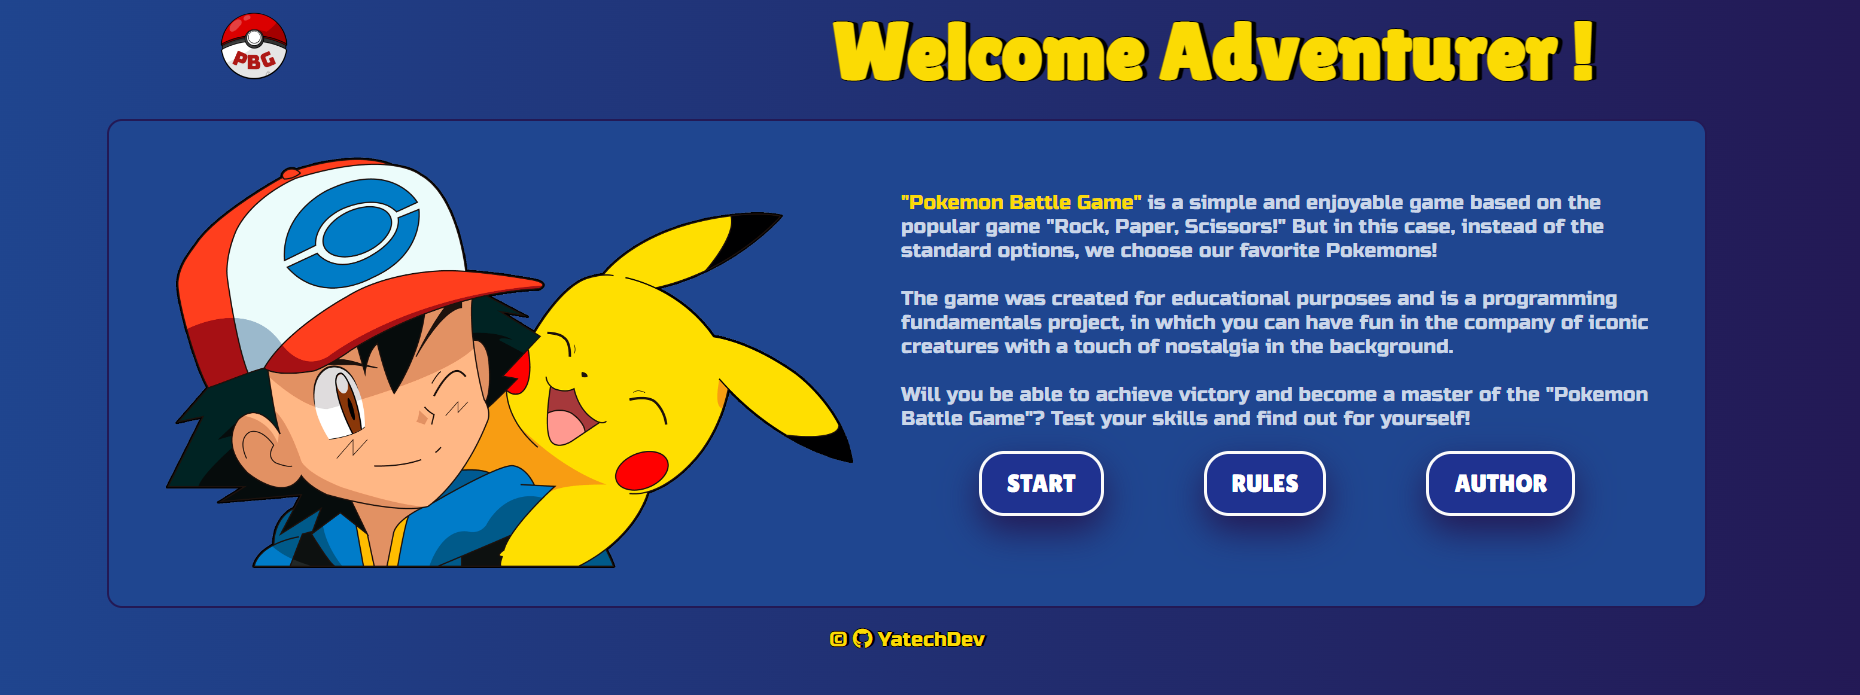 PBG
Welcome Adventurer !
"Pokemon Battle Game" is a simple and enjoyable game based on the
popular game "Rock, Paper, Scissors!" But in this case, instead of the
standard options, we choose our favorite Pokemons!
The game was created for educational purposes and is a programming
fundamentals project, in which you can have fun in the company of iconic
creatures with a touch of nostalgia in the background.
Will you be able to achieve victory and become a master of the "Pokemon
Battle Game"? Test your skills and find out for yourself!
START
RULES
AUTHOR
© YatechDev